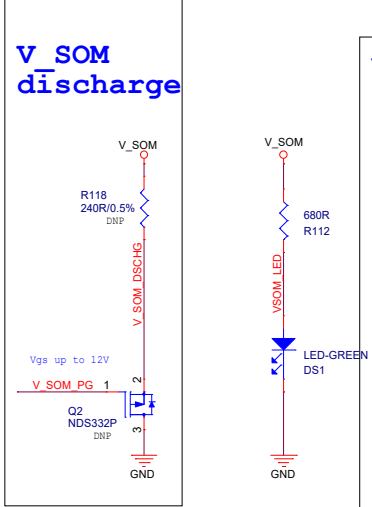 V_SOM
discharge
V_SOM
R118
240R/0.5%
DNP
V_SOM_DSCHG
Vgs up to 12V
V_SOM_PG
1
2
3
Q2
NDS332P
DNP
GND
V_SOM
680R
R112
VSOM_LED
LED-GREEN
DS1
GND